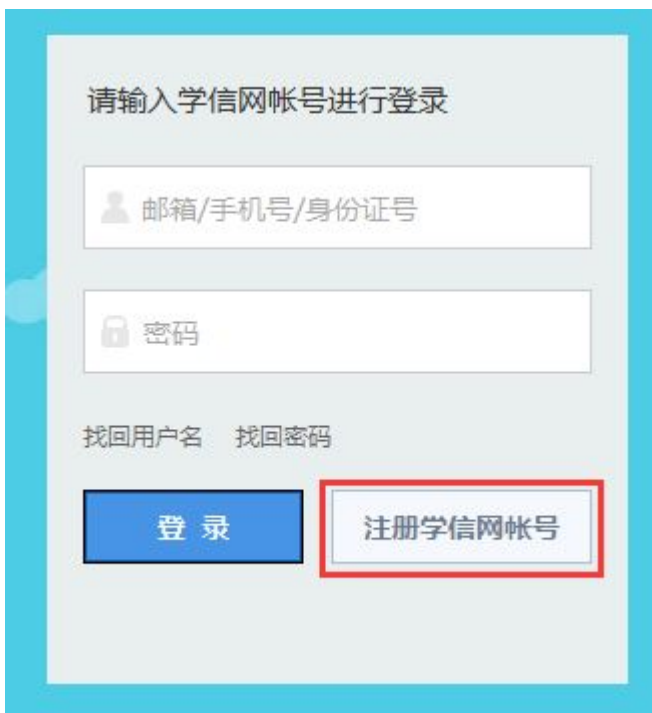 请输入学信网帐号进行登录
邮箱/手机号/身份证号
密码
找回用户名 找回密码
登 录 注册学信网帐号